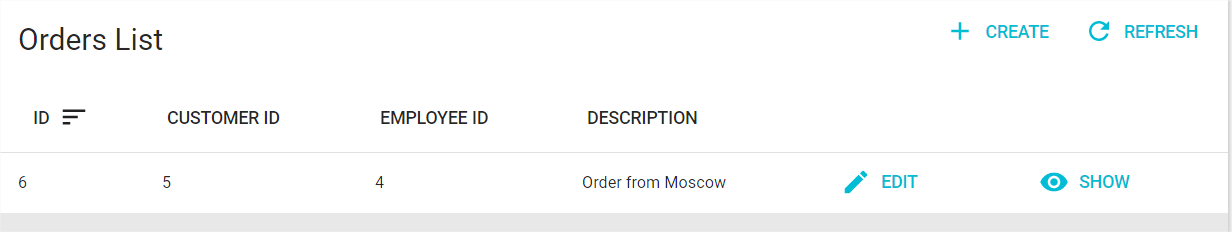 Orders List
CREATE REFRESH
ID CUSTOMER ID EMPLOYEE ID DESCRIPTION
6 5 4 Order from Moscow EDIT SHOW